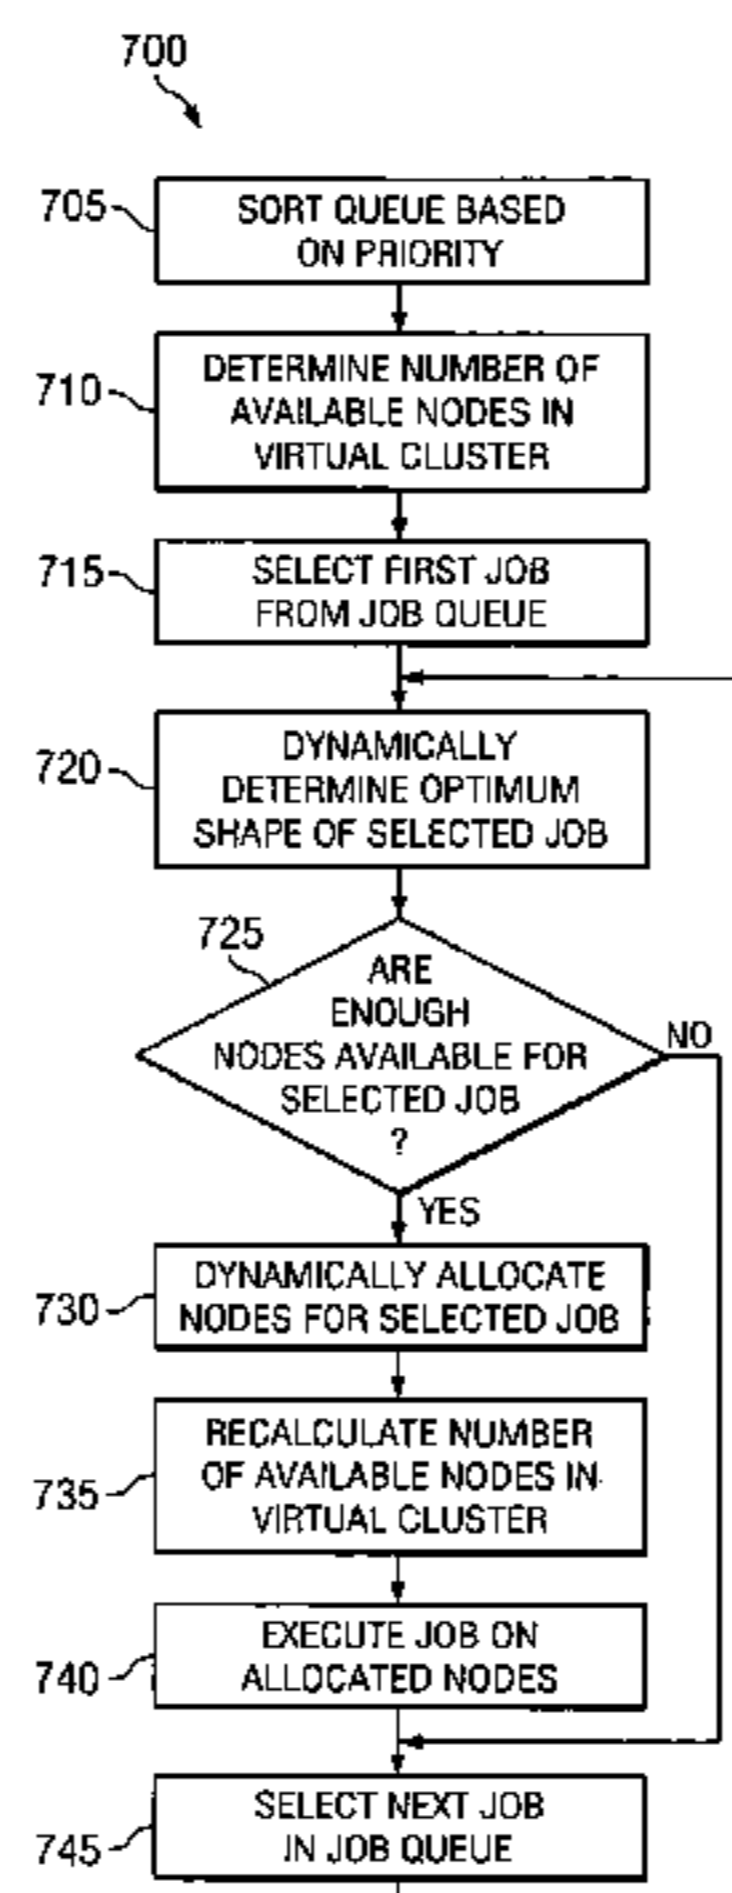 700
705
SORT QUEUE BASED
ON PRIORITY
710
DETERMINE NUMBER OF
AVAILABLE NODES IN
VIRTUAL CLUSTER
715
SELECT FIRST JOB
FROM JOB QUEUE
720
DYNAMICALLY
DETERMINE OPTIMUM
SHAPE OF SELECTED JOB
725
ARE
ENOUGH
NODES AVAILABLE FOR
SELECTED JOB
?
NO
YES
730
DYNAMICALLY ALLOCATE
NODES FOR SELECTED JOB
735
RECALCULATE NUMBER
OF AVAILABLE NODES IN
VIRTUAL CLUSTER
740
EXECUTE JOB ON
ALLOCATED NODES
745
SELECT NEXT JOB
IN JOB QUEUE